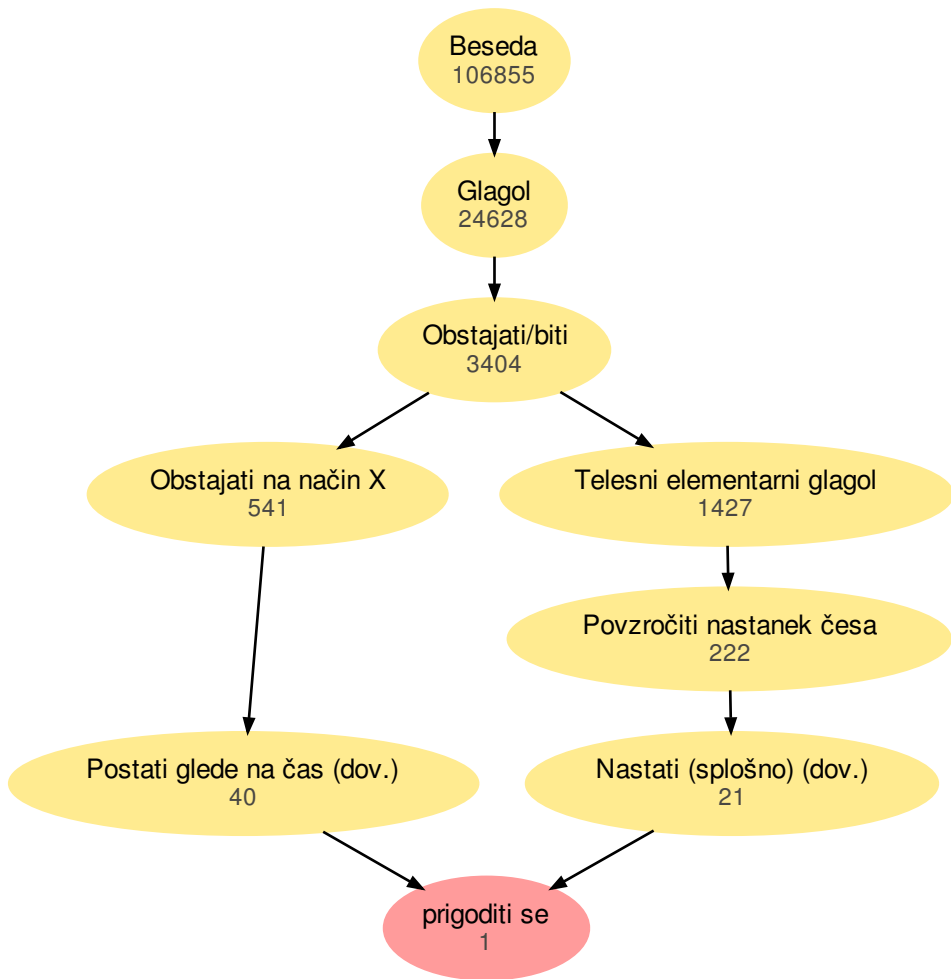 Beseda
106855
Glagol
24628
Obstajati/biti
3404
Obstajati na način X
541
Telesni elementarni glagol
1427
Povzročiti nastanek česa
222
Postati glede na čas (dov.)
40
Nastati (splošno) (dov.)
21
prigoditi se
1